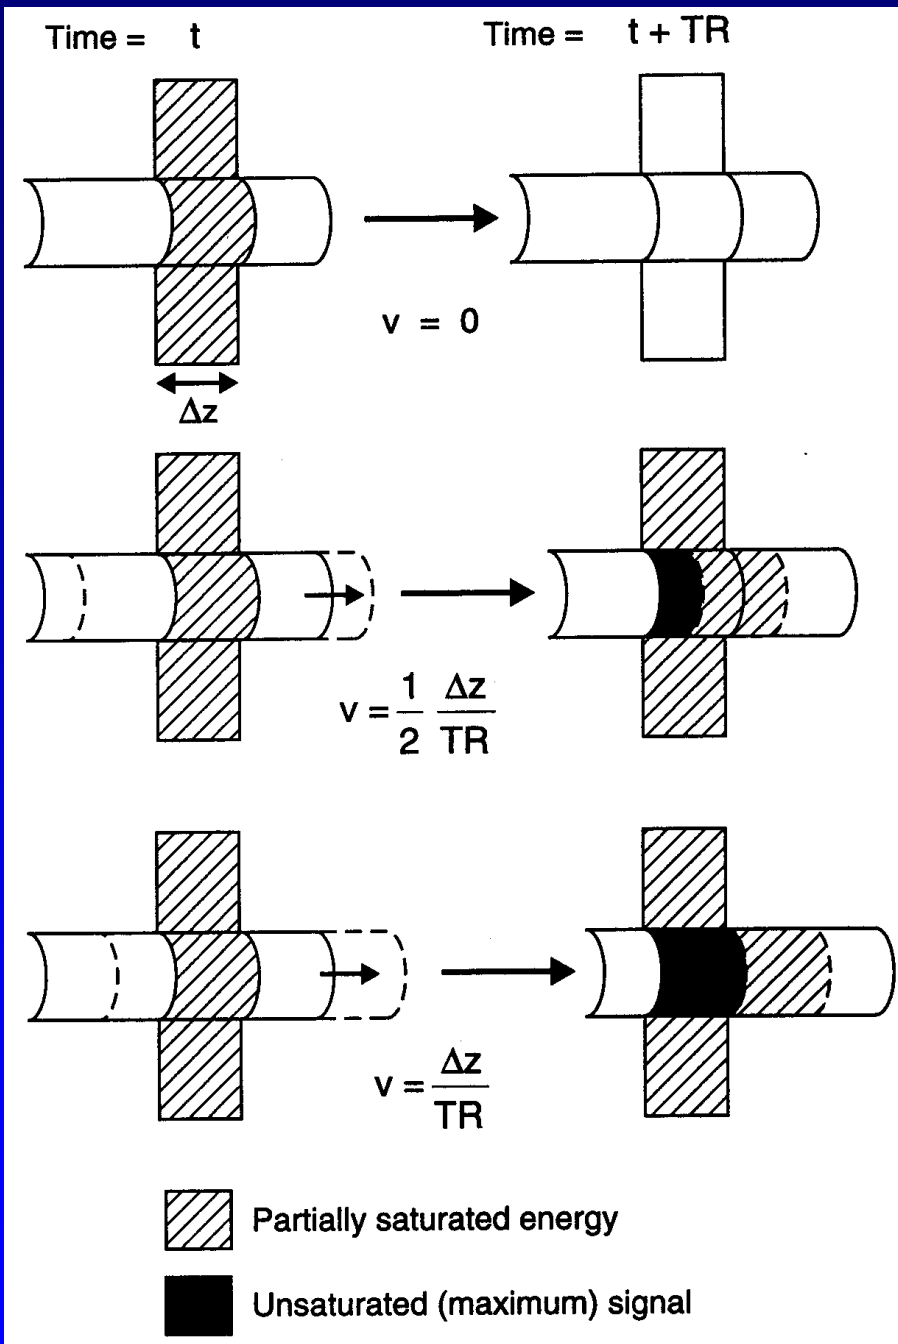 Time = t
Time = t + TR
v = 0
Δz
v = 1/2 Δz/TR
v = Δz/TR
Partially saturated energy
Unsaturated (maximum) signal